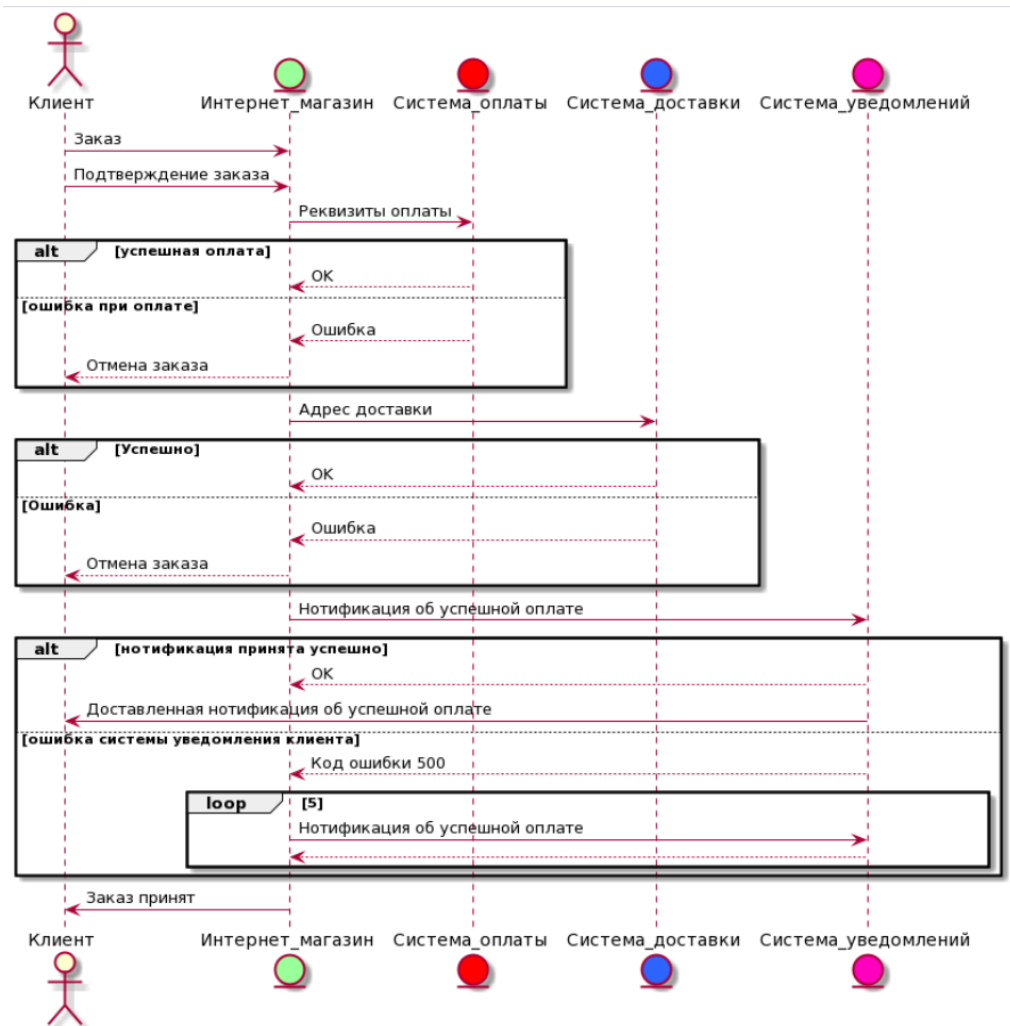 Клиент
Интернет_магазин
Система_оплаты
Система_доставки
Система_уведомлений
Заказ
Подтверждение заказа
Реквизиты оплаты
alt [успешная оплата]
OK
[ошибка при оплате]
Ошибка
Отмена заказа
Адрес доставки
alt [Успешно]
OK
[Ошибка]
Ошибка
Отмена заказа
Нотификация об успешной оплате
alt [нотификация принята успешно]
OK
Доставленная нотификация об успешной оплате
[ошибка системы уведомления клиента]
Код ошибки 500
loop [5]
Нотификация об успешной оплате
Заказ принят
Клиент
Интернет_магазин
Система_оплаты
Система_доставки
Система_уведомлений